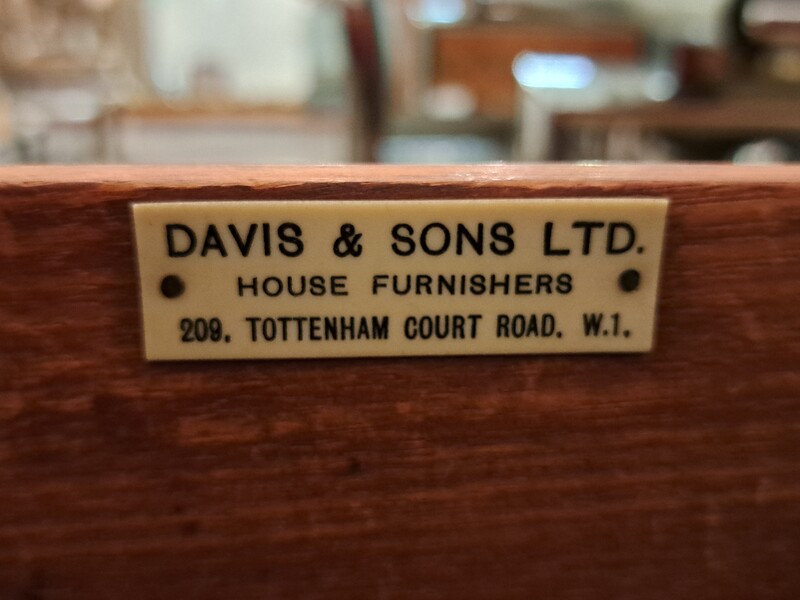 DAVIS & SONS LTD.
HOUSE FURNISHERS
209. TOTTENHAM COURT ROAD. W.1.